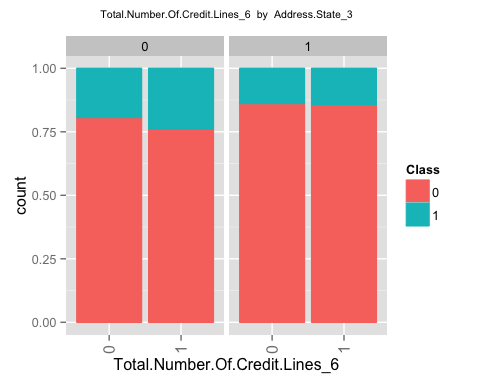 Total.Number.Of.Credit.Lines_6 by Address.State_3
0 1
1.00
0.75
0.50
0.25
0.00
count
0 1 0 1
Total.Number.Of.Credit.Lines_6
Class
0
1